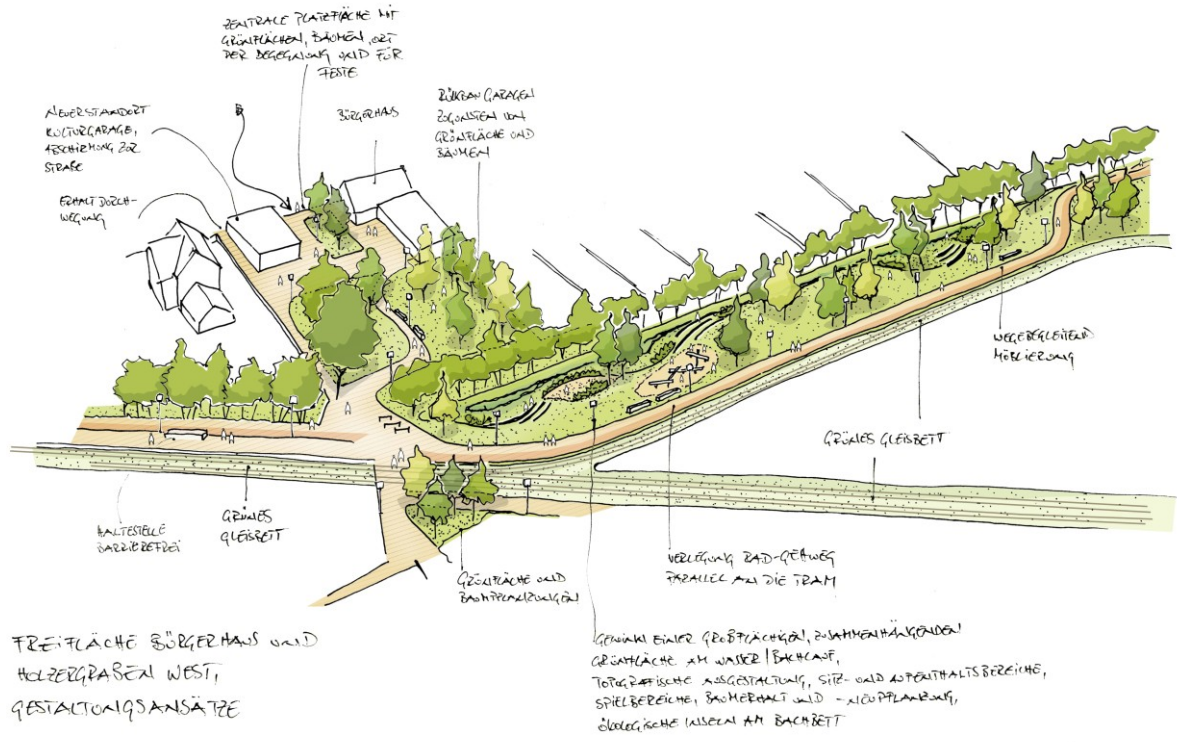 ZENTRALE PLATZFLÄCHE MIT
GRÜNFLÄCHEN, BÄUMEN, ORT
DER BEGEGNUNG UND FÜR
FESTE
NEUER STANDORT
KULTURGARAGE,
ABSCHIRMUNG ZUR
STRAßE
BÜRGERHAUS
RÜKBAU GARAGEN
ZUGUNSTEN VON
GRÜNFLÄCHE UND
BÄUMEN
ERHALT DURCH-
WEGUNG
WEGEBEGLEITEND
MÖBLIERUNG
GRÜNES GLEISBETT
HALTESTELLE
BARRIEREFREI
GRÜNES
GLEISBETT
GRÜNFLÄCHE UND
BAUMPFLANZUNGEN
VERLEGUNG RAD-GEHWEG
PARALLEL AN DIE TRAM
FREIFLÄCHE BÜRGERHAUS UND
HOLZERGRABEN WEST,
GESTALTUNGSANSÄTZE
GEWINN EINER GROßFLÄCHIGEN, ZUSAMMENHÄNGENDEN
GRÜNFLÄCHE AM WASSER/BACHLAUF,
TOPOGRAFISCHE AUSGESTALTUNG, SITZ- UND AUFENTHALTSBEREICHE,
SPIELBEREICHE, BAUMERHALT UND -NEUPFLANZUNG,
ÖKOLOGISCHE INSELN AM BACHBETT